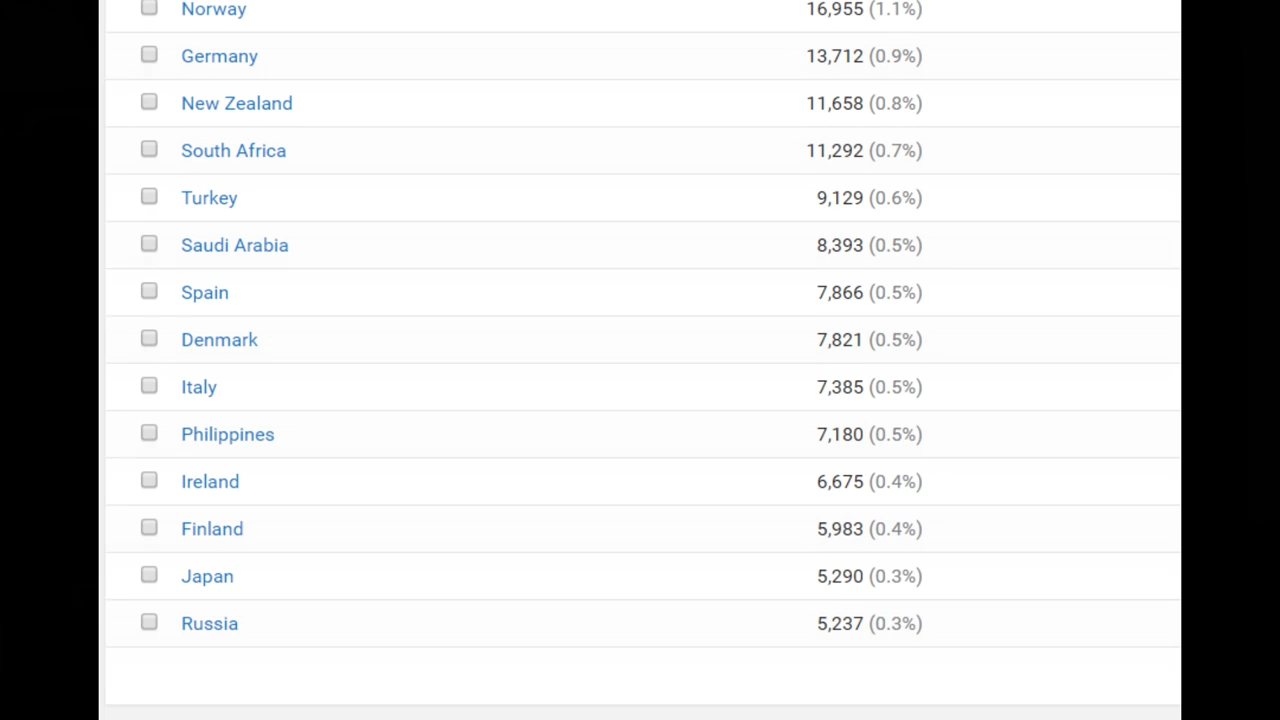 Norway 16,955 (1.1%)
Germany 13,712 (0.9%)
New Zealand 11,658 (0.8%)
South Africa 11,292 (0.7%)
Turkey 9,129 (0.6%)
Saudi Arabia 8,393 (0.5%)
Spain 7,866 (0.5%)
Denmark 7,821 (0.5%)
Italy 7,385 (0.5%)
Philippines 7,180 (0.5%)
Ireland 6,675 (0.4%)
Finland 5,983 (0.4%)
Japan 5,290 (0.3%)
Russia 5,237 (0.3%)